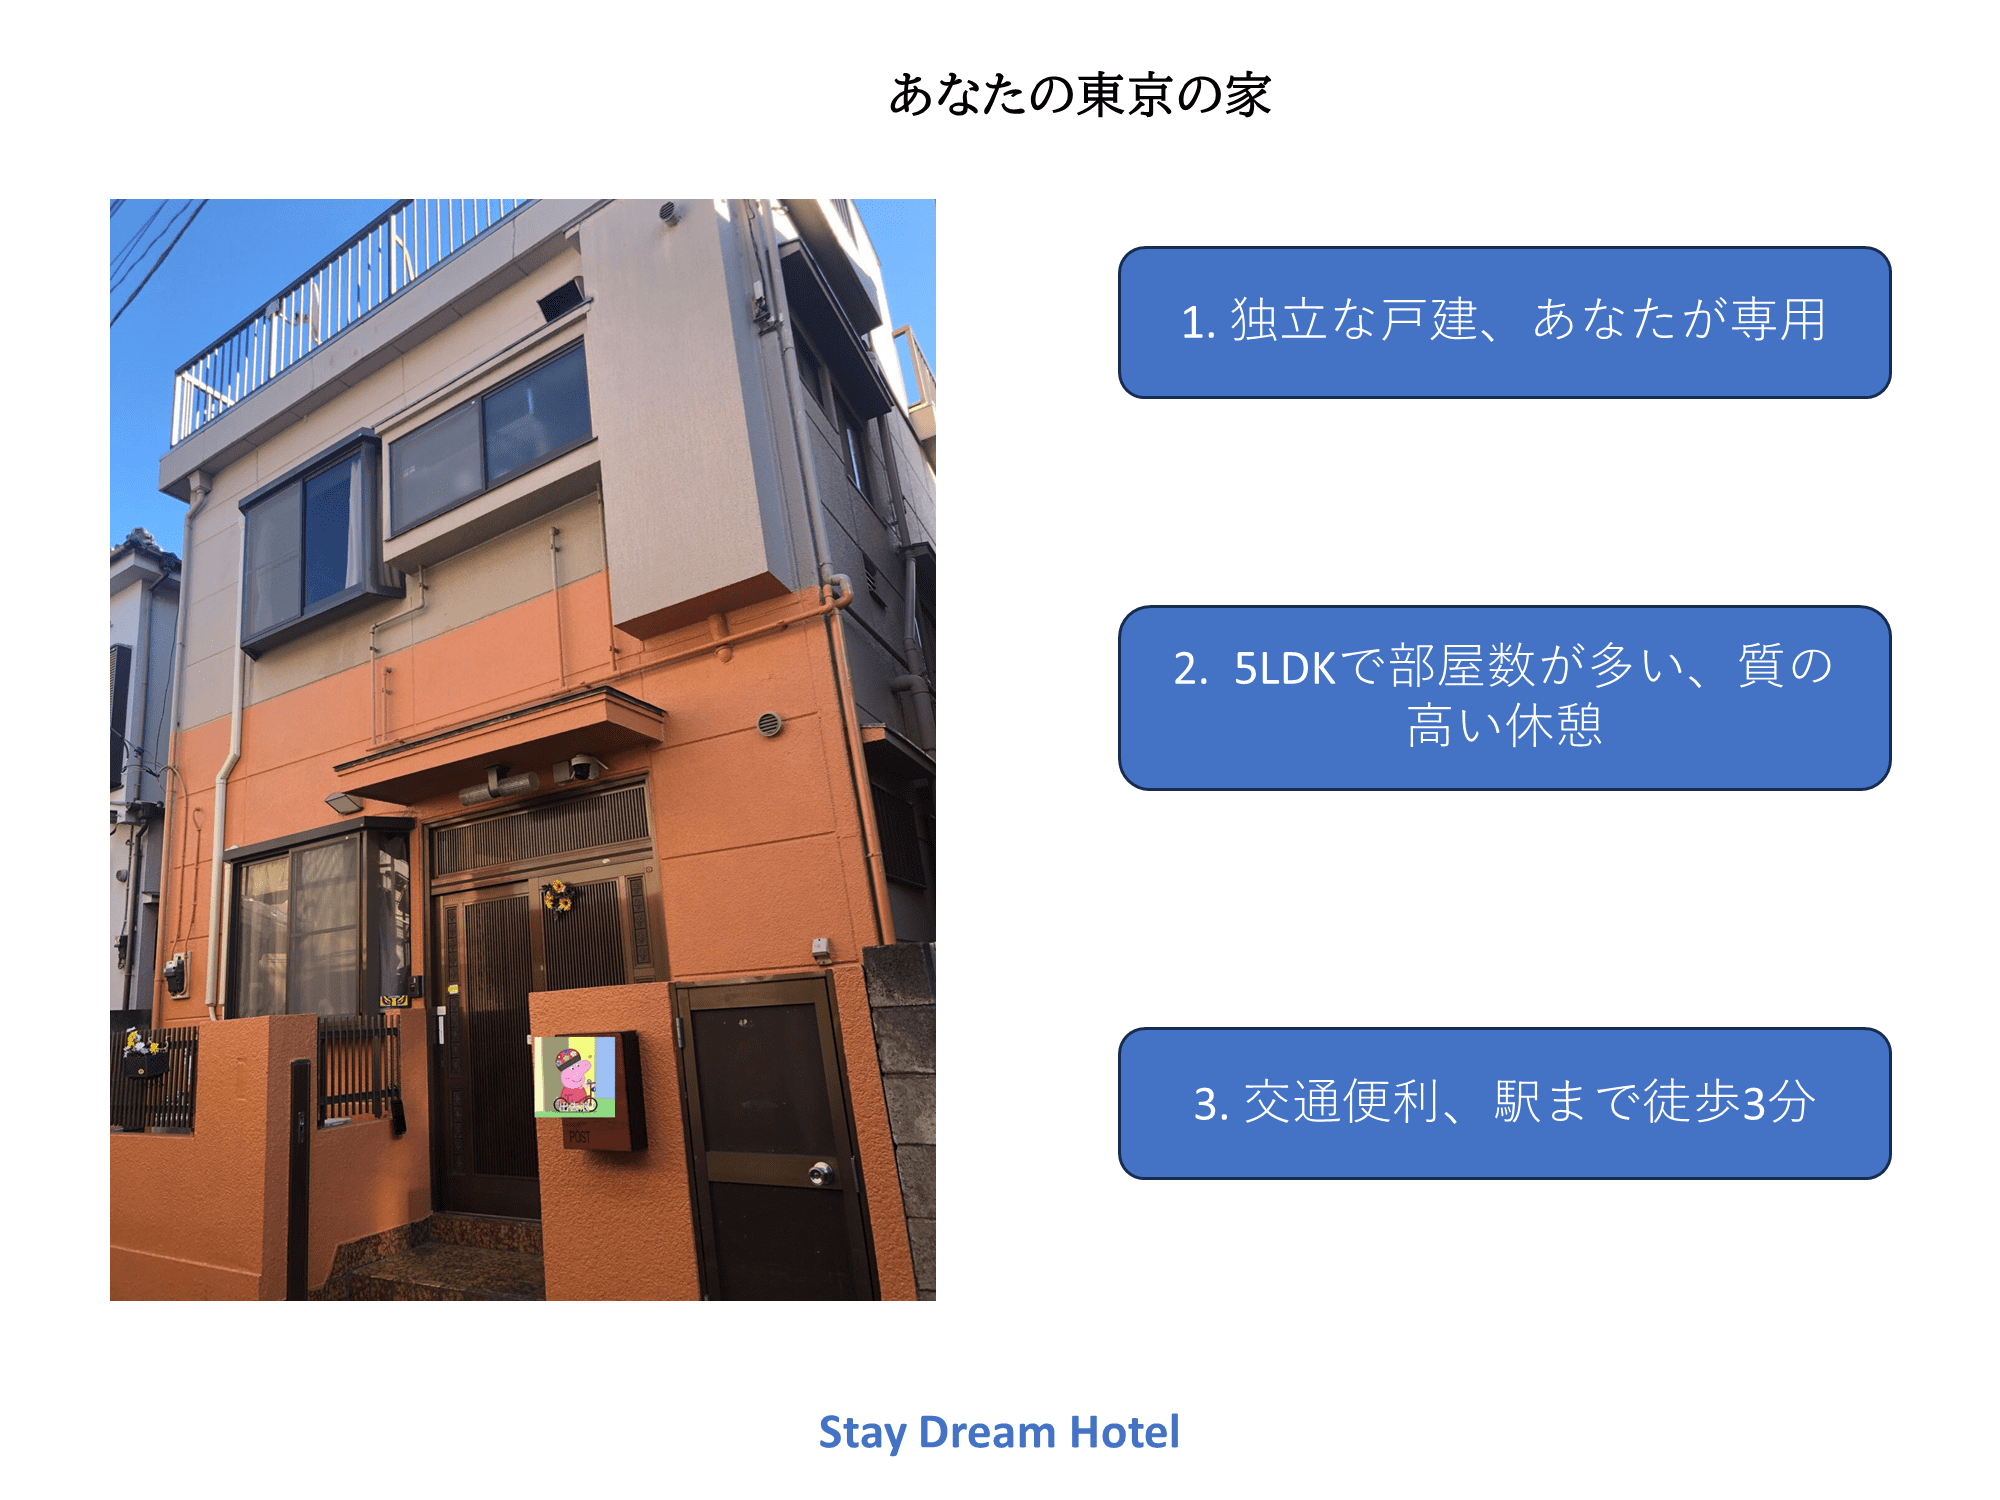 あなたの東京の家
1. 独立な戸建、あなたが専用
2. 5LDKで部屋数が多い、質の
高い休憩
3. 交通便利、駅まで徒歩3分
POST
Stay Dream Hotel